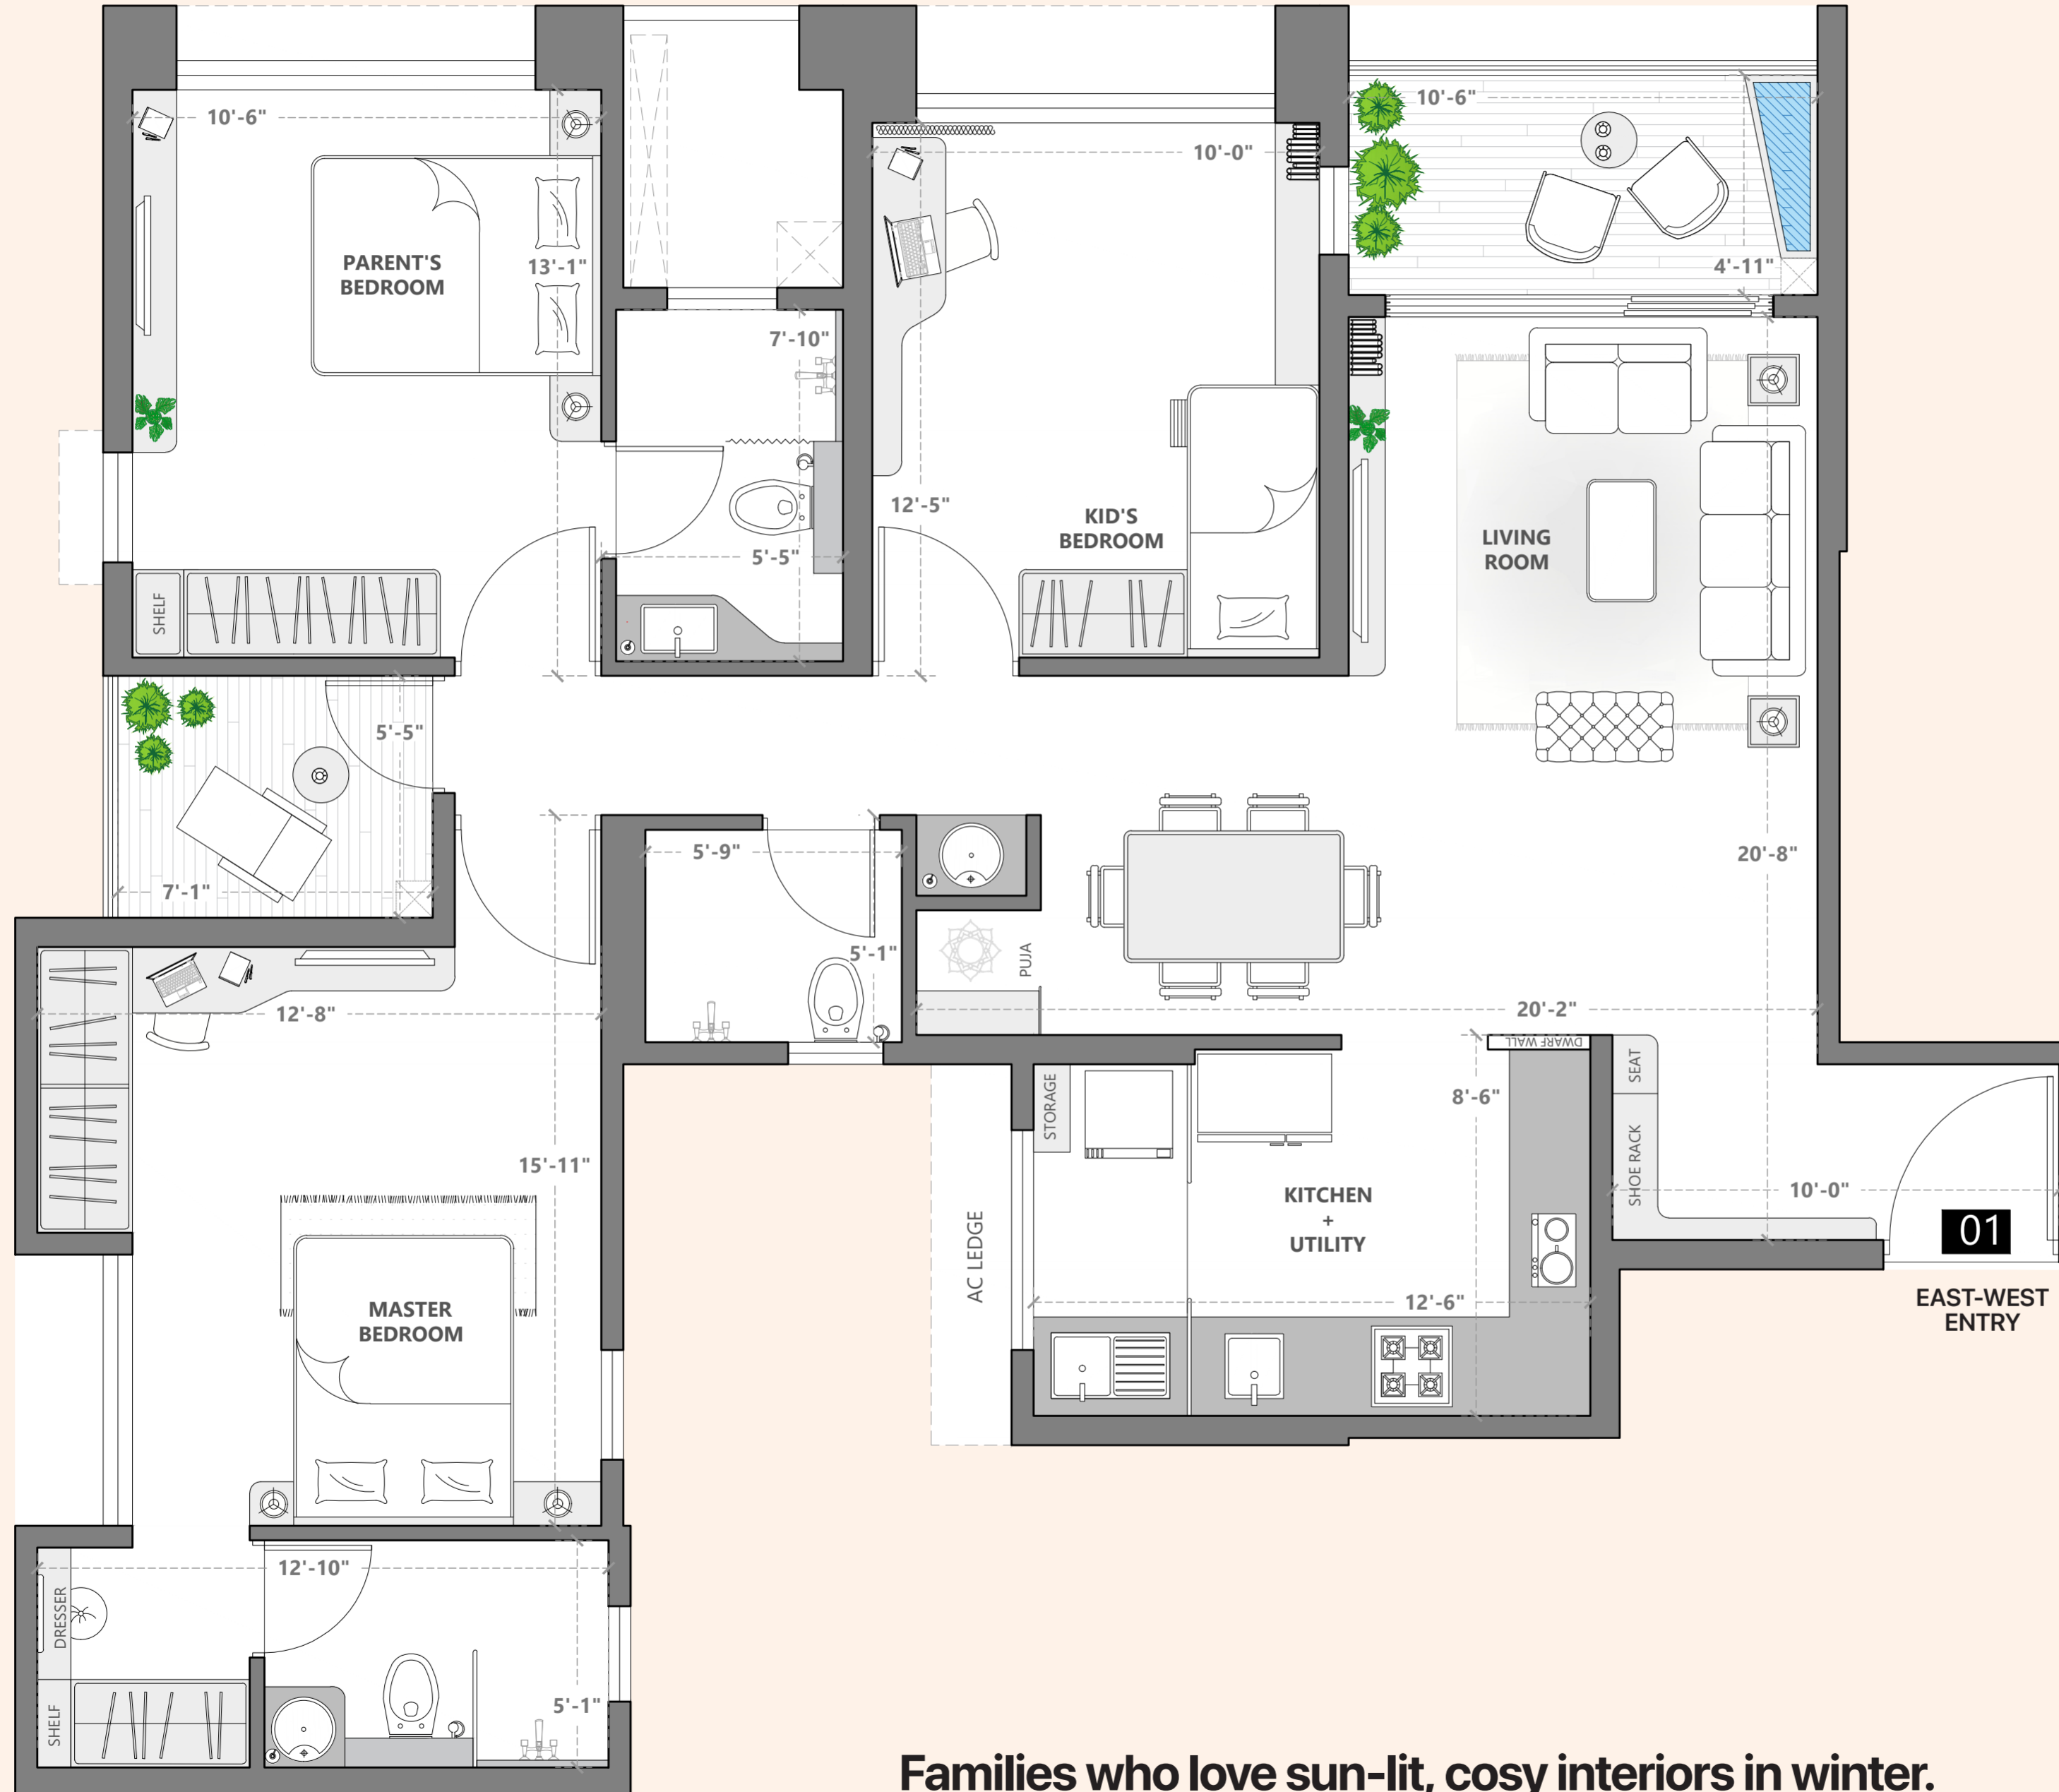 10'-6"
10'-6"
10'-0"
PARENT'S
BEDROOM
13'-1"
4'-11"
7'-10"
12'-5"
KID'S
BEDROOM
LIVING
ROOM
5'-5"
SHELF
5'-5"
7'-1"
5'-9"
20'-8"
5'-1"
PUJA
12'-8"
20'-2"
DWARF WALL
SEAT
STORAGE
8'-6"
SHOE RACK
15'-11"
10'-0"
KITCHEN
+
UTILITY
01
AC LEDGE
12'-6"
EAST-WEST
ENTRY
MASTER
BEDROOM
12'-10"
DRESSER
SHELF
5'-1"
Families who love sun-lit, cosy interiors in winter.